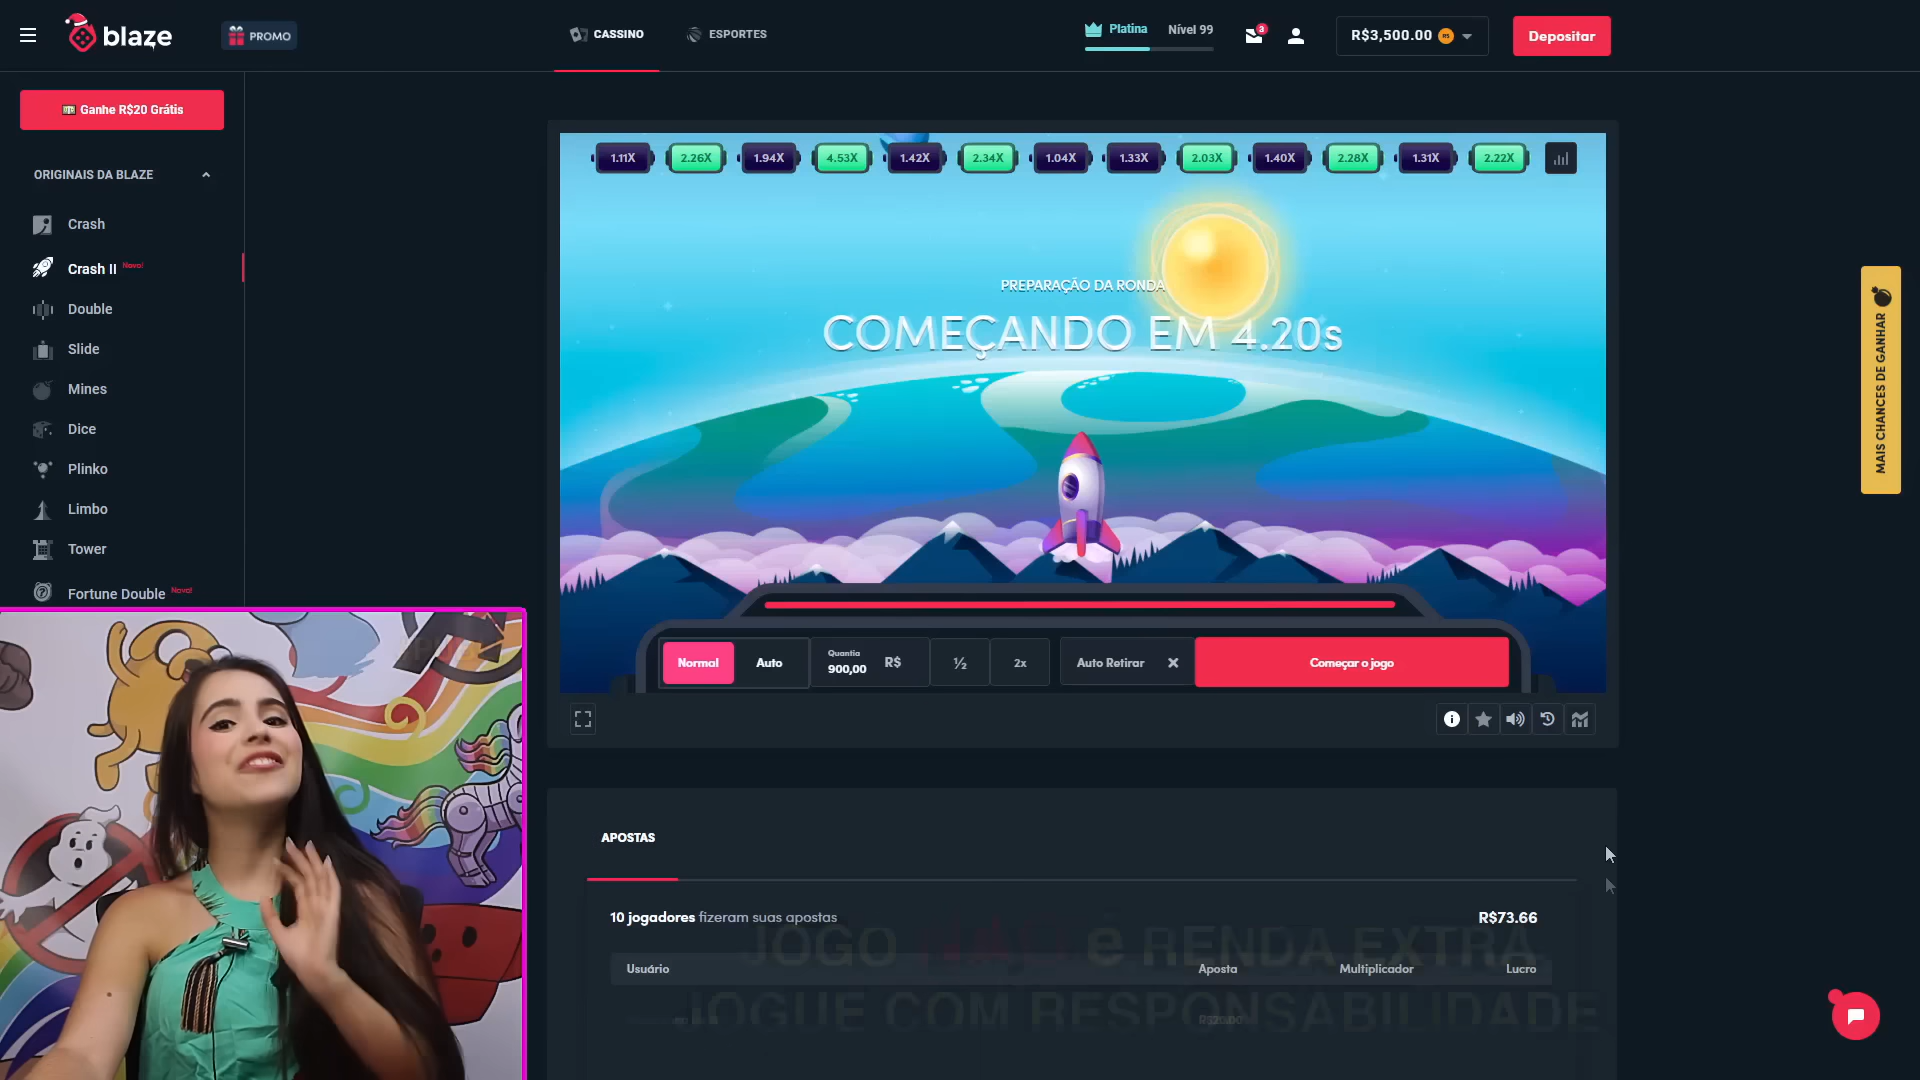 blaze
PROMO
CASSINO
ESPORTES
Platina
Nível 99
3
R$3,500.00
R$
Depositar
Ganhe R$20 Grátis
ORIGINAIS DA BLAZE
Crash
Crash II Novo!
Double
Slide
Mines
Dice
Plinko
Limbo
Tower
Fortune Double Novo!
1.11X
2.26X
1.94X
4.53X
1.42X
2.34X
1.04X
1.33X
2.03X
1.40X
2.28X
1.31X
2.22X
PREPARAÇÃO DA RONDA
COMEÇANDO EM 4.20s
Normal
Auto
Quantia
900,00
R$
½
2x
Auto Retirar
Começar o jogo
MAIS CHANCES DE GANHAR
APOSTAS
10 jogadores fizeram suas apostas
R$73.66
JOGO NÃO é RENDA EXTRA
Usuário
Aposta
Multiplicador
Lucro
JOGUE COM RESPONSABILIDADE
R$20.00